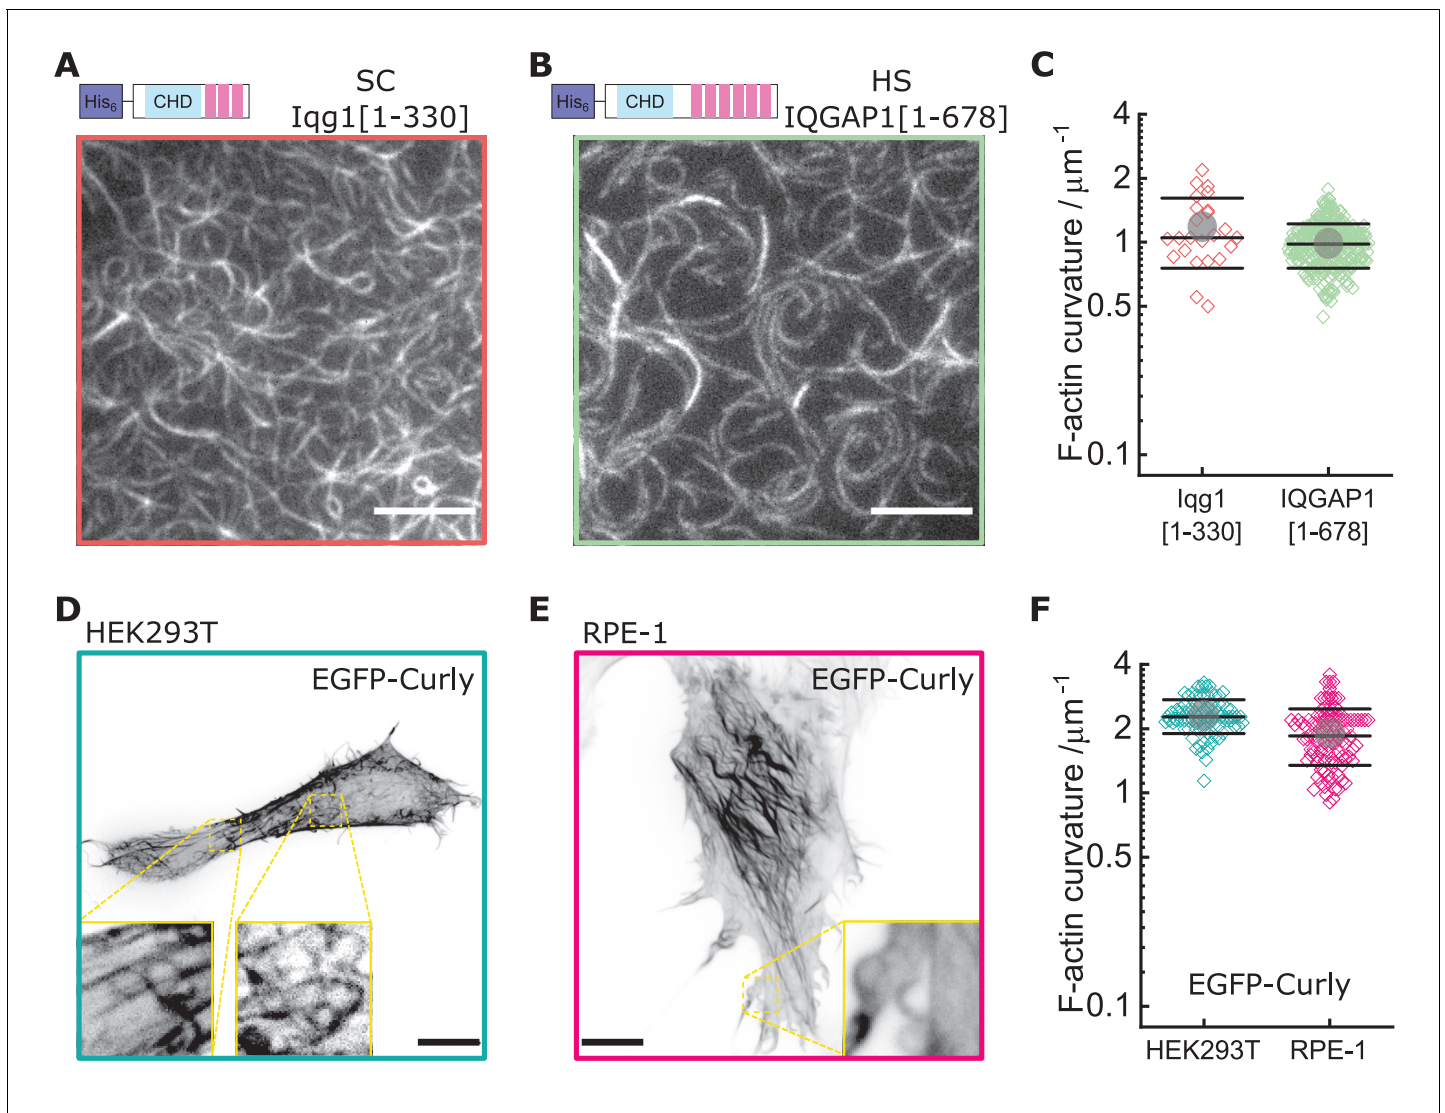 A
His6 CHD
SC
Iqg1[1-330]
B
His6 CHD
HS
IQGAP1[1-678]
C
F-actin curvature / μm-1
4
2
1
0.5
0.1
Iqg1
[1-330]
IQGAP1
[1-678]
D
HEK293T
EGFP-Curly
E
RPE-1
EGFP-Curly
F
F-actin curvature /μm-1
4
2
1
0.5
0.1
EGFP-Curly
HEK293T
RPE-1